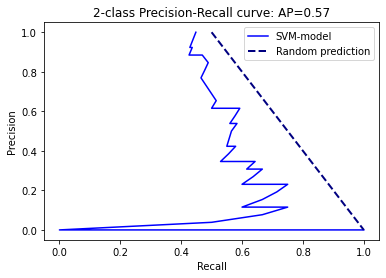 2-class Precision-Recall curve: AP=0.57
SVM-model
Random prediction
Precision
1.0
0.8
0.6
0.4
0.2
0.0
0.0
0.2
0.4
0.6
0.8
1.0
Recall